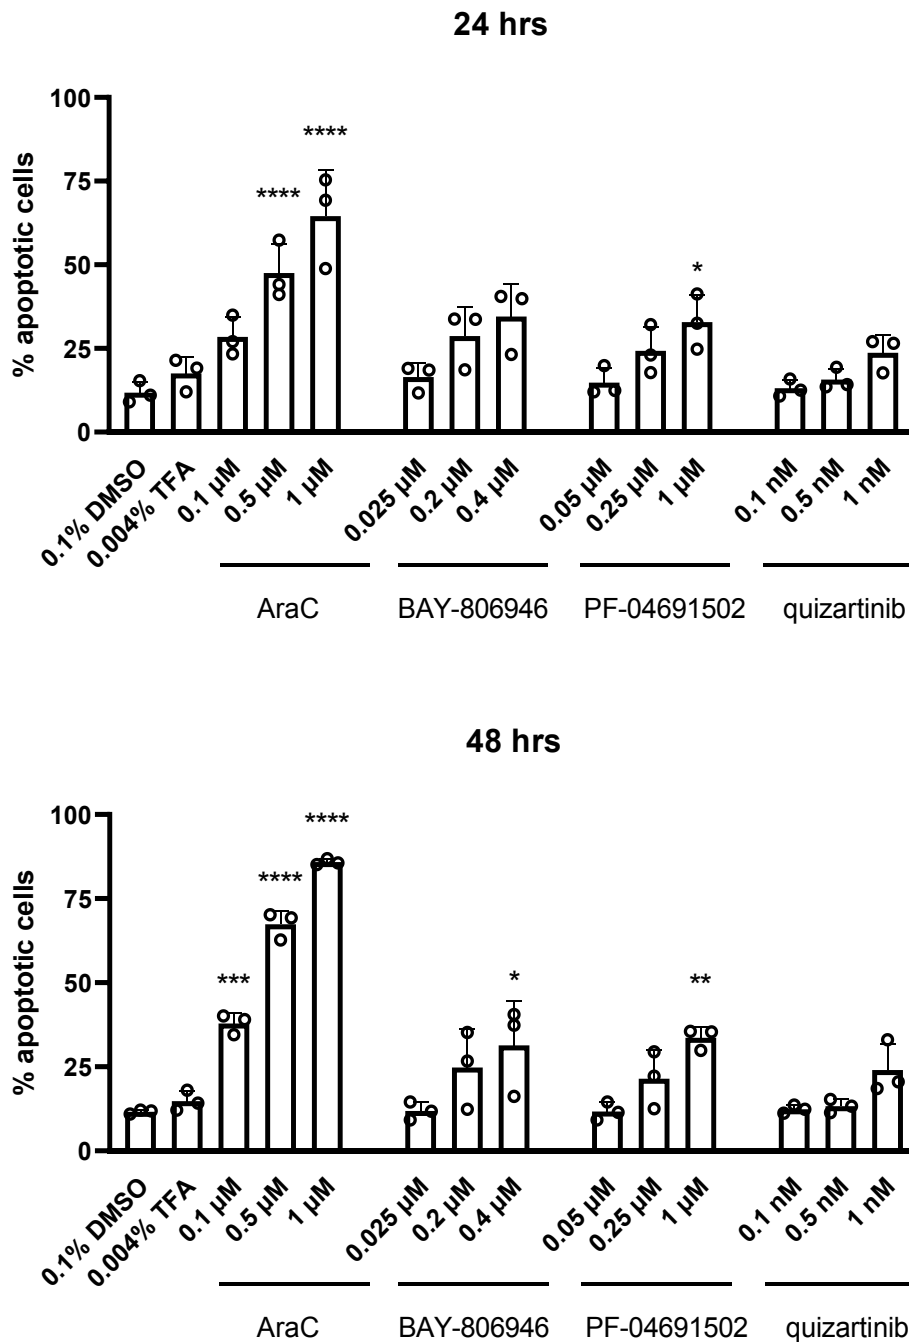 24 hrs
100
75
50
25
0
% apoptotic cells
****
****
*
0.1% DMSO
0.004% TFA
0.1 µM
0.5 µM
1 µM
0.025 µM
0.2 µM
0.4 µM
0.05 µM
0.25 µM
1 µM
0.1 nM
0.5 nM
1 nM
AraC
BAY-806946
PF-04691502
quizartinib
48 hrs
100
75
50
25
0
% apoptotic cells
***
****
****
*
**
0.1% DMSO
0.004% TFA
0.1 µM
0.5 µM
1 µM
0.025 µM
0.2 µM
0.4 µM
0.05 µM
0.25 µM
1 µM
0.1 nM
0.5 nM
1 nM
AraC
BAY-806946
PF-04691502
quizartinib